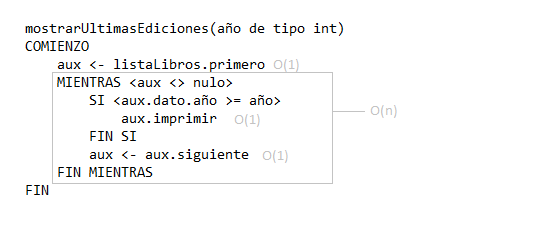 mostrarUltimasEdiciones(año de tipo int)
COMIENZO
aux <- listaLibros.primero O(1)
MIENTRAS <aux <> nulo>
SI <aux.dato.año >= año>
aux.imprimir O(1)
FIN SI
aux <- aux.siguiente O(1)
FIN MIENTRAS
O(n)
FIN